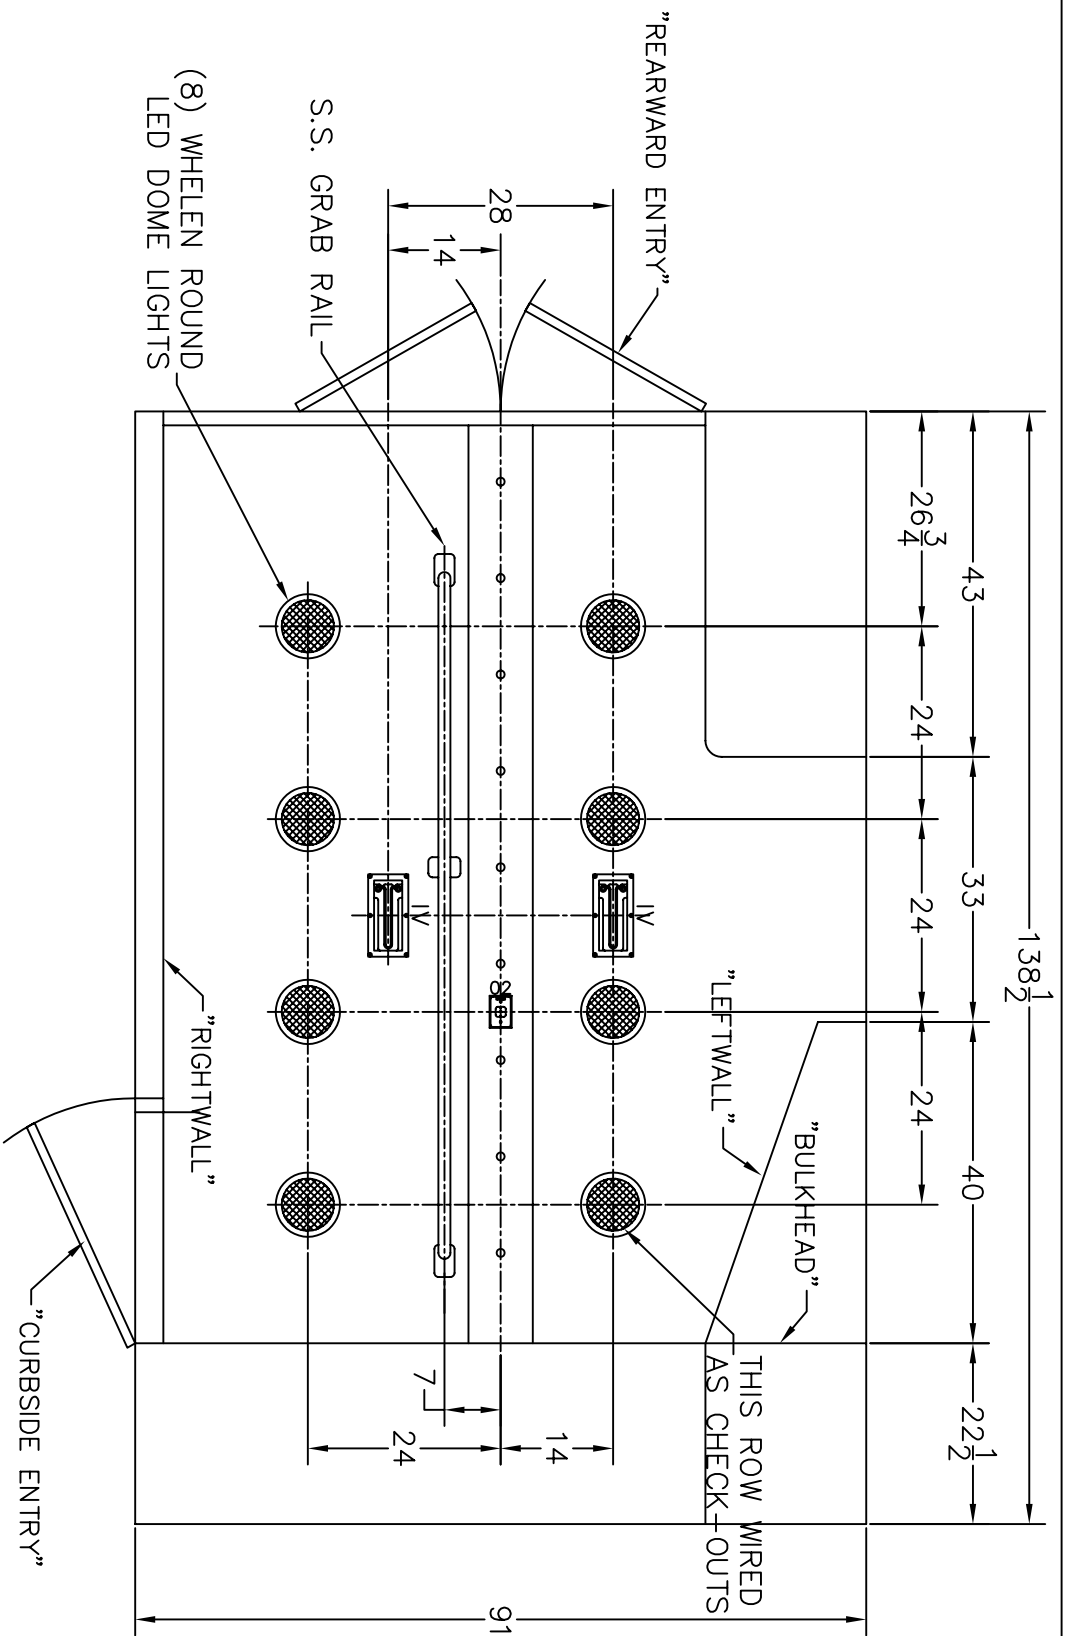 "REARWARD ENTRY"
S.S. GRAB RAIL
(8) WHELEN ROUND
LED DOME LIGHTS
28
14
138 1/2
43
33
40
22 1/2
26 3/4
24
24
24
IV
IV
O2
"LEFTWALL"
"BULKHEAD"
"RIGHTWALL"
"CURBSIDE ENTRY"
THIS ROW WIRED
AS CHECK-OUTS
14
24
7
91